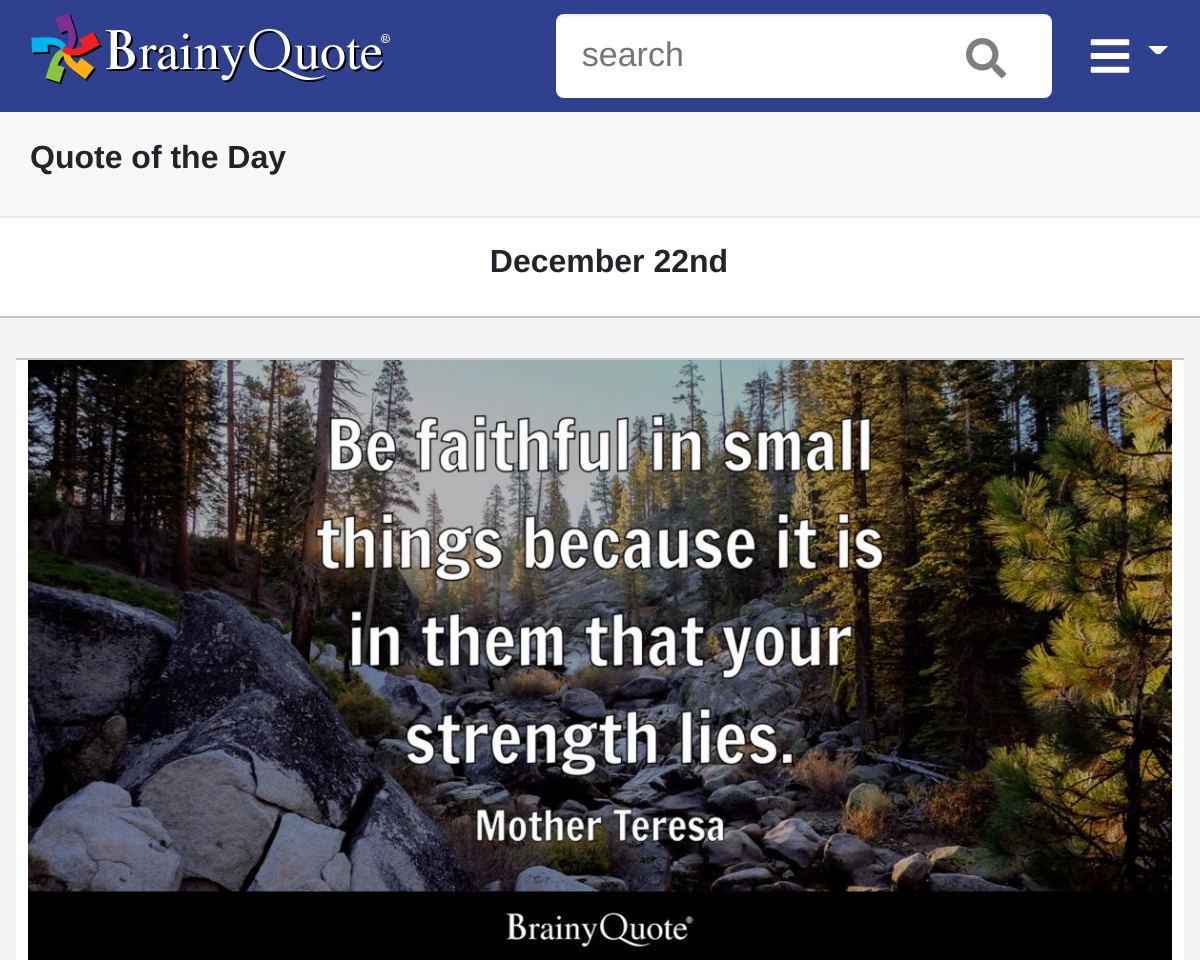 BrainyQuote®
search
Quote of the Day
December 22nd
Be faithful in small
things because it is
in them that your
strength lies.
Mother Teresa
BrainyQuote®